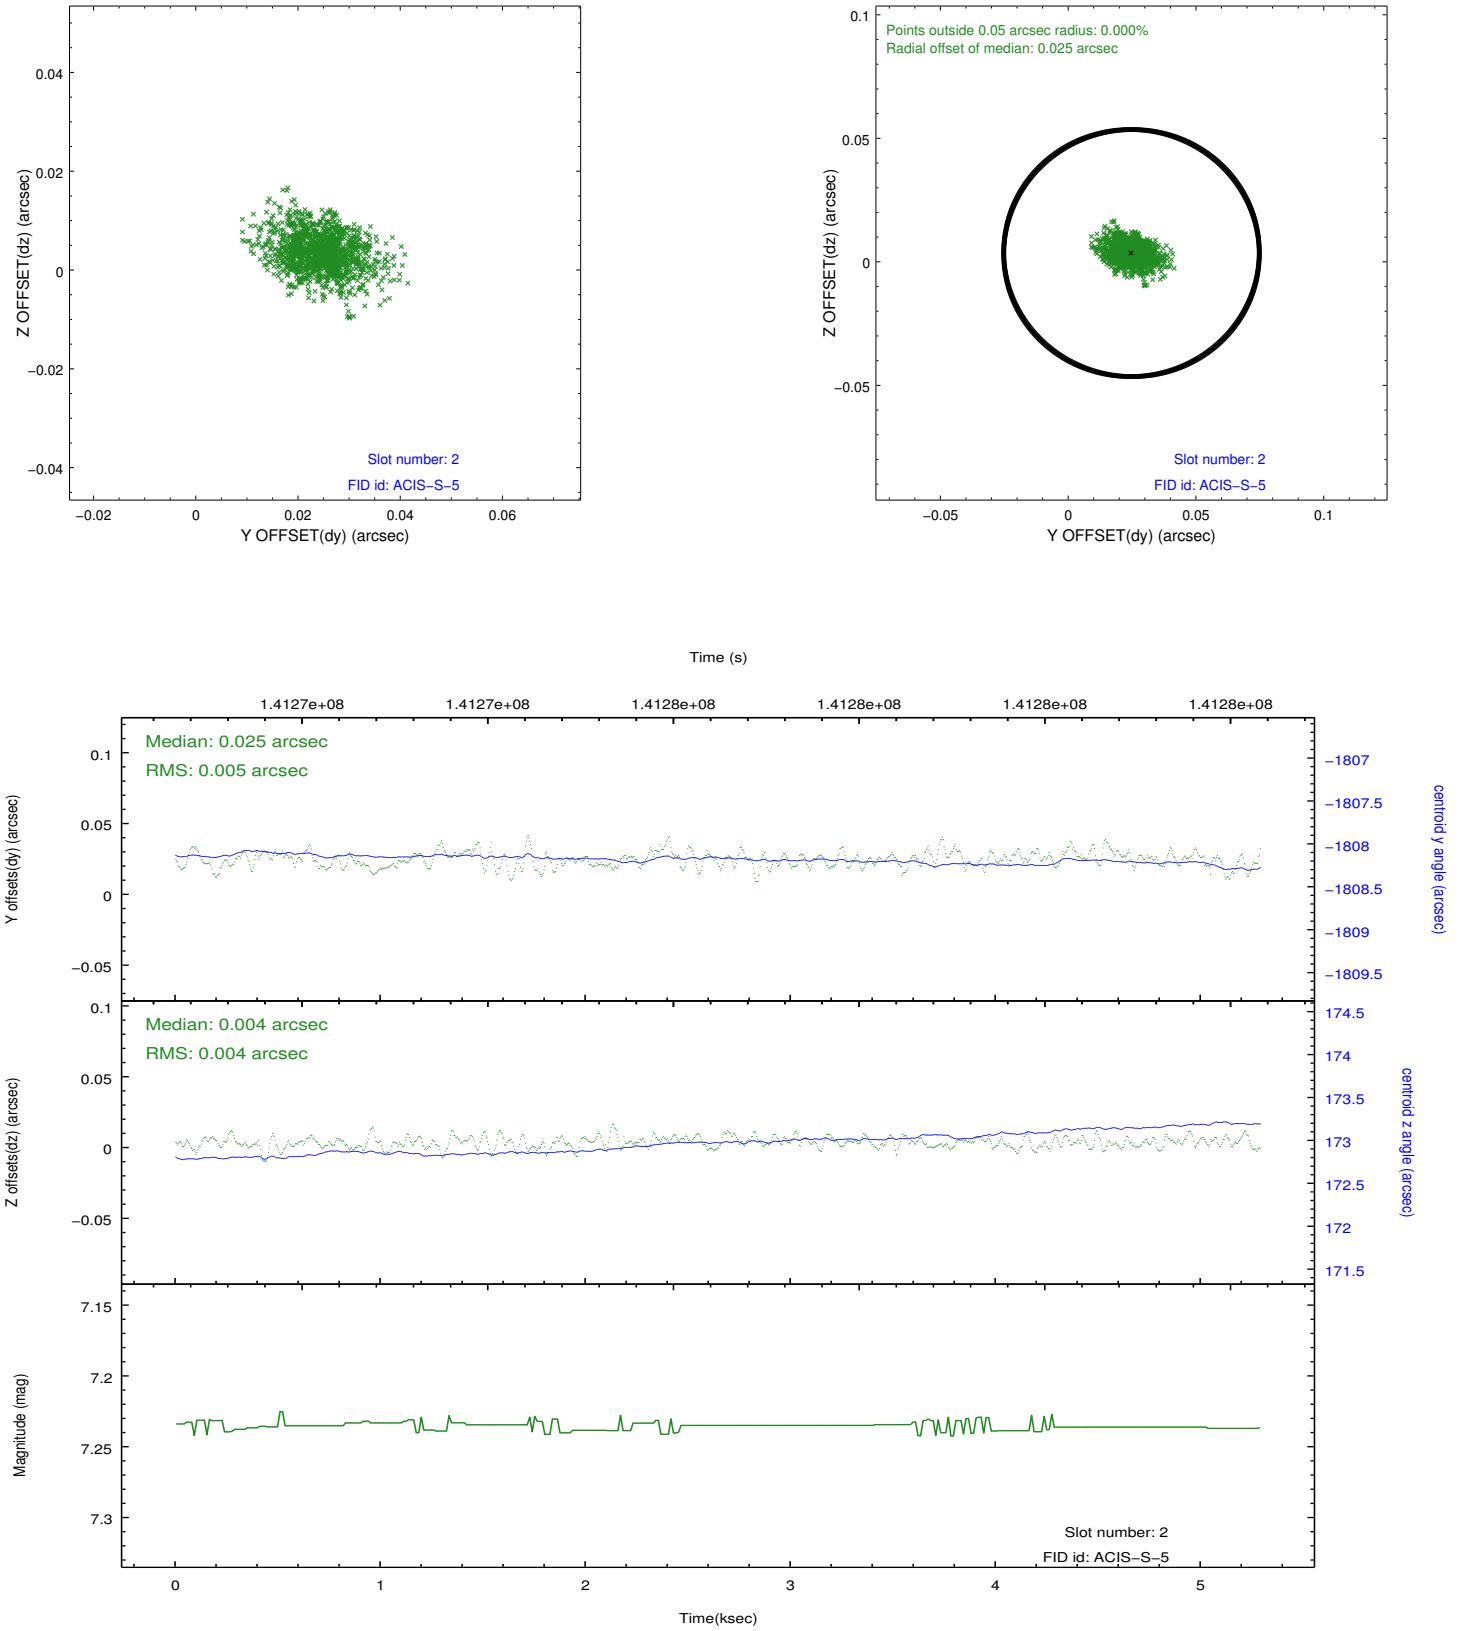 0.04
0.02
0
−0.02
−0.04
Z OFFSET(dz) (arcsec)
Slot number: 2
FID id: ACIS−S−5
−0.02 0 0.02 0.04 0.06
Y OFFSET(dy) (arcsec)
Points outside 0.05 arcsec radius: 0.000%
Radial offset of median: 0.025 arcsec
0.1
0.05
0
−0.05
Z OFFSET(dz) (arcsec)
Slot number: 2
FID id: ACIS−S−5
−0.05 0 0.05 0.1
Y OFFSET(dy) (arcsec)
Time (s)
1.4127e+08 1.4127e+08 1.4128e+08 1.4128e+08 1.4128e+08 1.4128e+08
Median: 0.025 arcsec
RMS: 0.005 arcsec
0.1
0.05
0
−0.05
Y offsets(dy) (arcsec)
−1807
−1807.5
−1808
−1808.5
−1809
−1809.5
centroid y angle (arcsec)
Median: 0.004 arcsec
RMS: 0.004 arcsec
0.1
0.05
0
−0.05
Z offsets(dz) (arcsec)
174.5
174
173.5
173
172.5
172
171.5
centroid z angle (arcsec)
7.15
7.2
7.25
7.3
Magnitude (mag)
Slot number: 2
FID id: ACIS−S−5
0 1 2 3 4 5
Time(ksec)